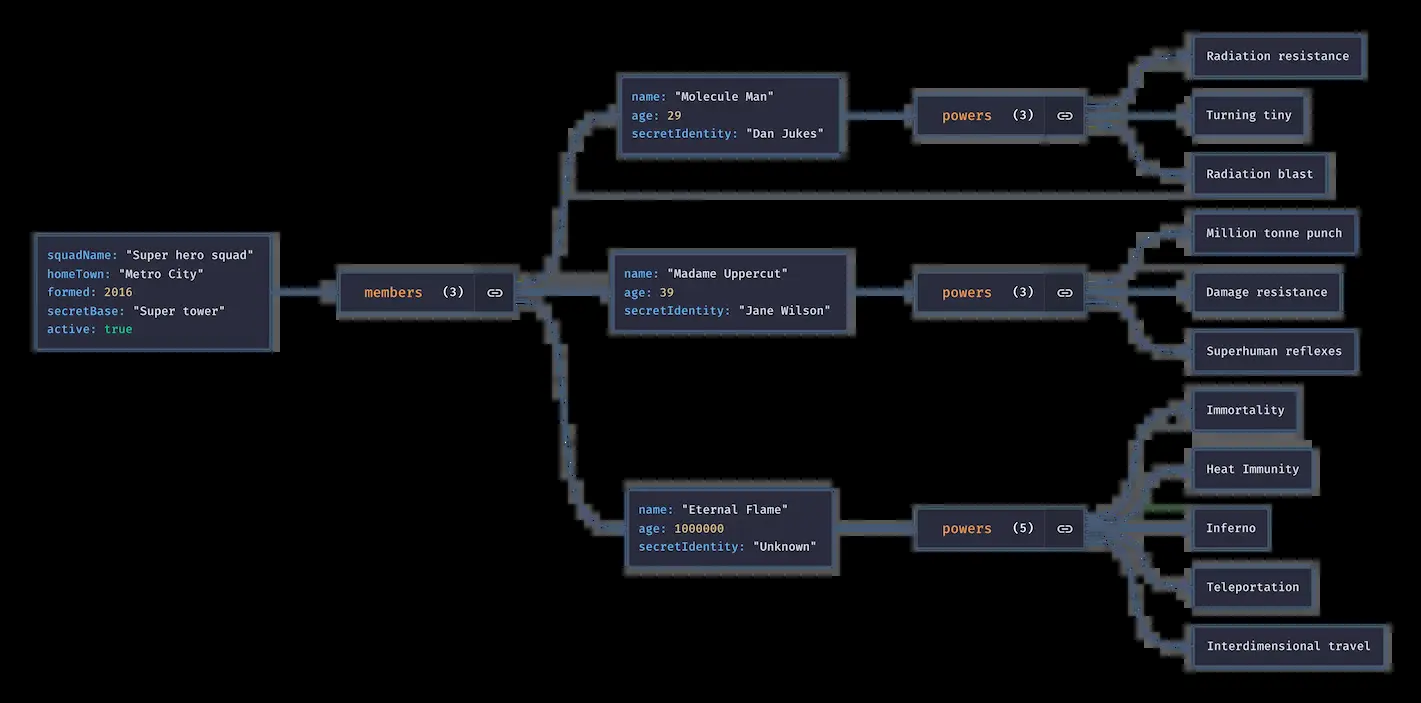 squadName: "Super hero squad"
homeTown: "Metro City"
formed: 2016
secretBase: "Super tower"
active: true
members (3)
name: "Molecule Man"
age: 29
secretIdentity: "Dan Jukes"
powers (3)
Radiation resistance
Turning tiny
Radiation blast
name: "Madame Uppercut"
age: 39
secretIdentity: "Jane Wilson"
powers (3)
Million tonne punch
Damage resistance
Superhuman reflexes
name: "Eternal Flame"
age: 1000000
secretIdentity: "Unknown"
powers (5)
Immortality
Heat Immunity
Inferno
Teleportation
Interdimensional travel